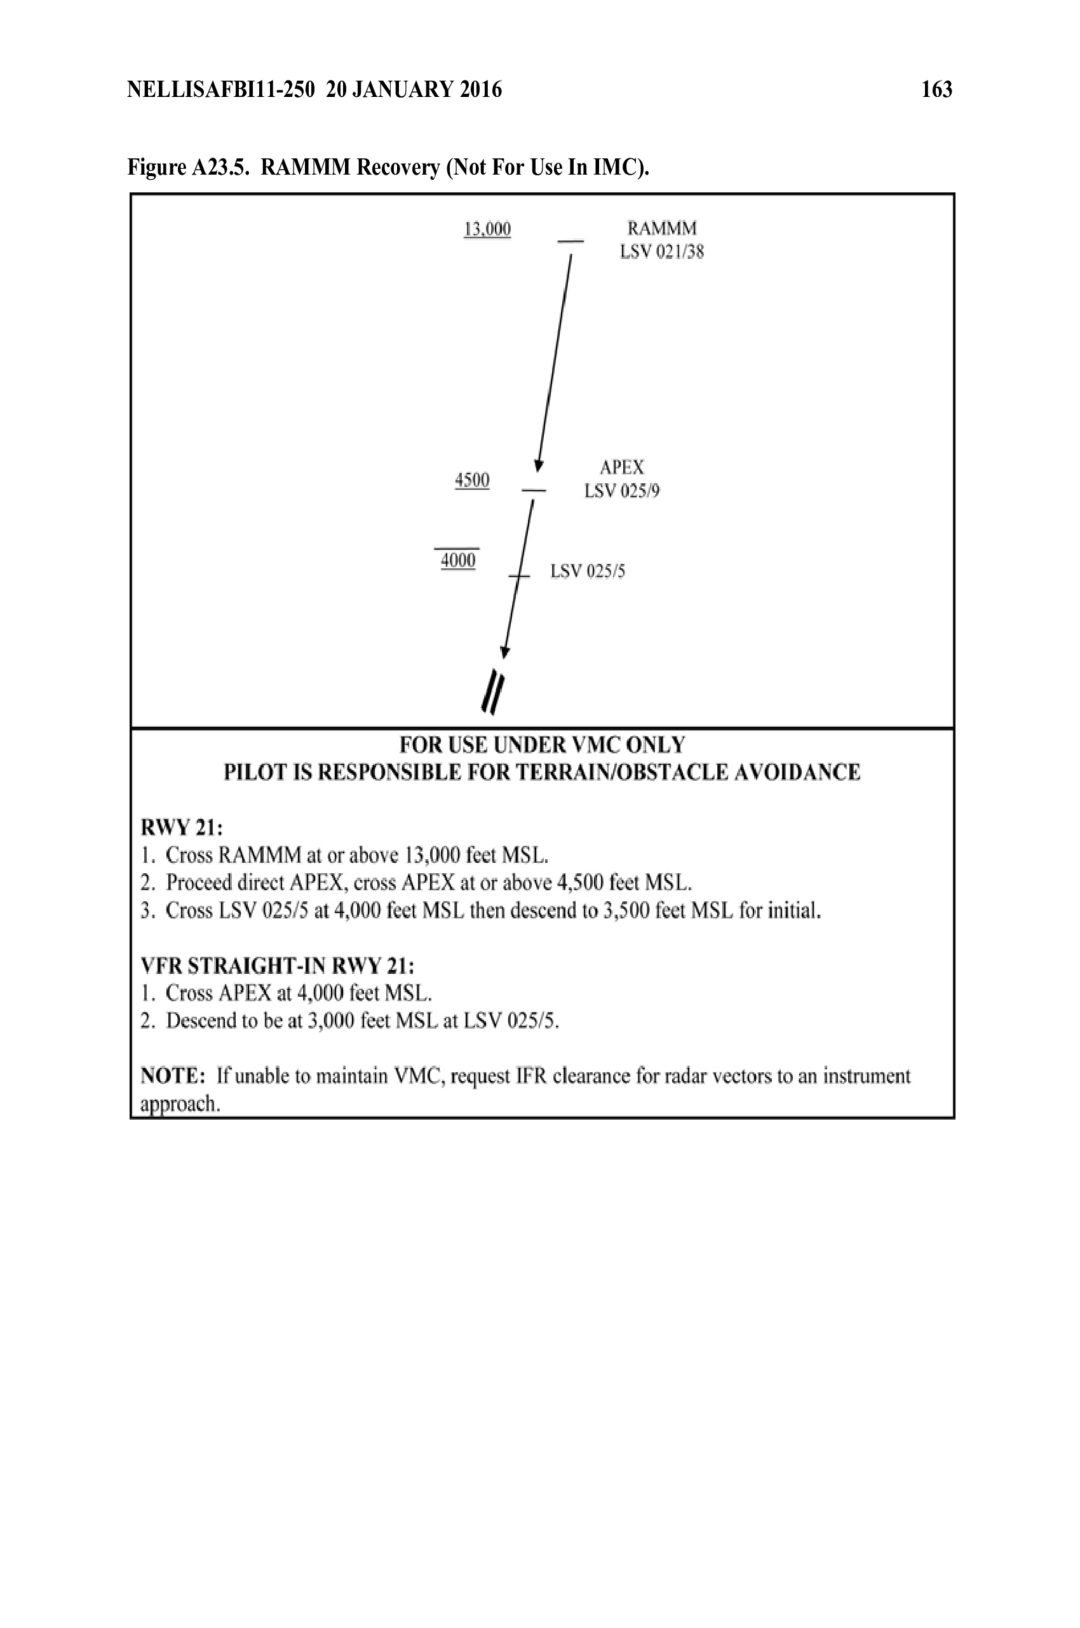 NELLISAFBI11-250 20 JANUARY 2016 163
Figure A23.5. RAMMM Recovery (Not For Use In IMC).
13,000 RAMMM
LSV 021/38
APEX
4500 LSV 025/9
4000 LSV 025/5
FOR USE UNDER VMC ONLY
PILOT IS RESPONSIBLE FOR TERRAIN/OBSTACLE AVOIDANCE
RWY 21:
1. Cross RAMMM at or above 13,000 feet MSL.
2. Proceed direct APEX, cross APEX at or above 4,500 feet MSL.
3. Cross LSV 025/5 at 4,000 feet MSL then descend to 3,500 feet MSL for initial.
VFR STRAIGHT-IN RWY 21:
1. Cross APEX at 4,000 feet MSL.
2. Descend to be at 3,000 feet MSL at LSV 025/5.
NOTE: If unable to maintain VMC, request IFR clearance for radar vectors to an instrument
approach.